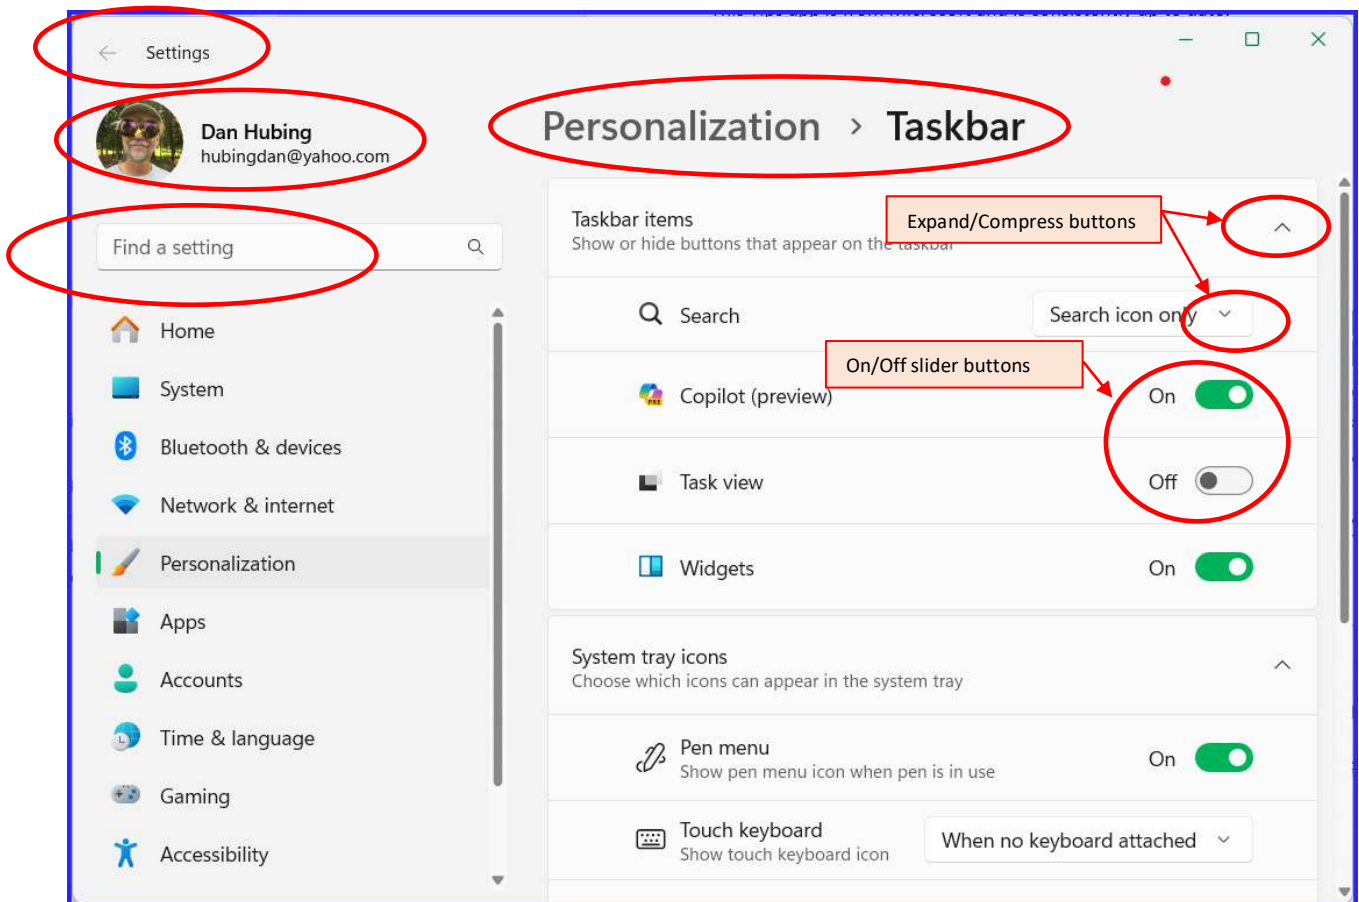 Settings
Dan Hubing
hubingdan@yahoo.com
Find a setting
Home
System
Bluetooth & devices
Network & internet
Personalization
Apps
Accounts
Time & language
Gaming
Accessibility
Personalization > Taskbar
Taskbar items
Show or hide buttons that appear on the taskbar
Expand/Compress buttons
Search
Search icon only
On/Off slider buttons
Copilot (preview)
On
PRE
Task view
Off
Widgets
On
System tray icons
Choose which icons can appear in the system tray
Pen menu
Show pen menu icon when pen is in use
On
Touch keyboard
Show touch keyboard icon
When no keyboard attached